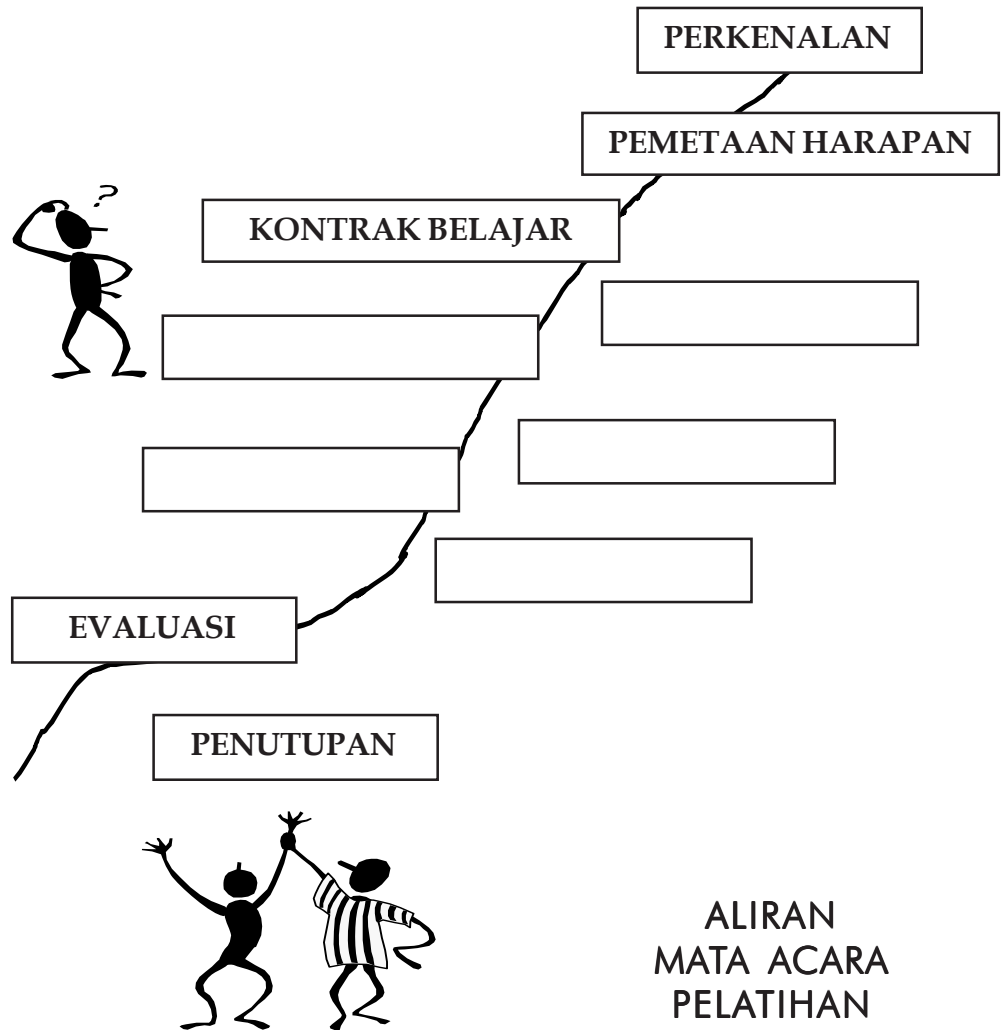 PERKENALAN
PEMETAAN HARAPAN
?
KONTRAK BELAJAR
EVALUASI
PENUTUPAN
ALIRAN
MATA ACARA
PELATIHAN